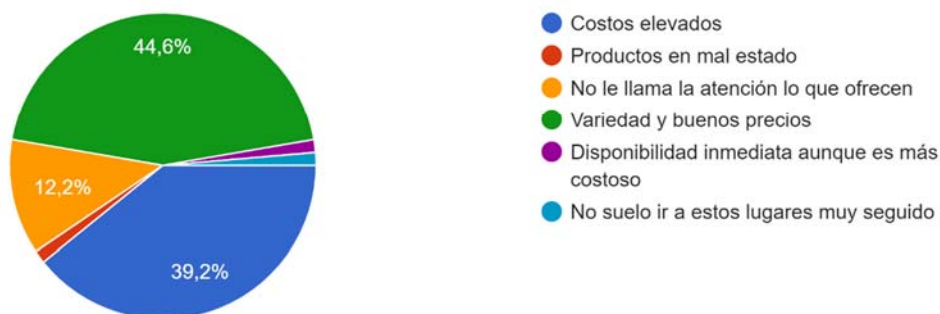 44,6%
12,2%
39,2%
Costos elevados
Productos en mal estado
No le llama la atención lo que ofrecen
Variedad y buenos precios
Disponibilidad inmediata aunque es más
costoso
No suelo ir a estos lugares muy seguido